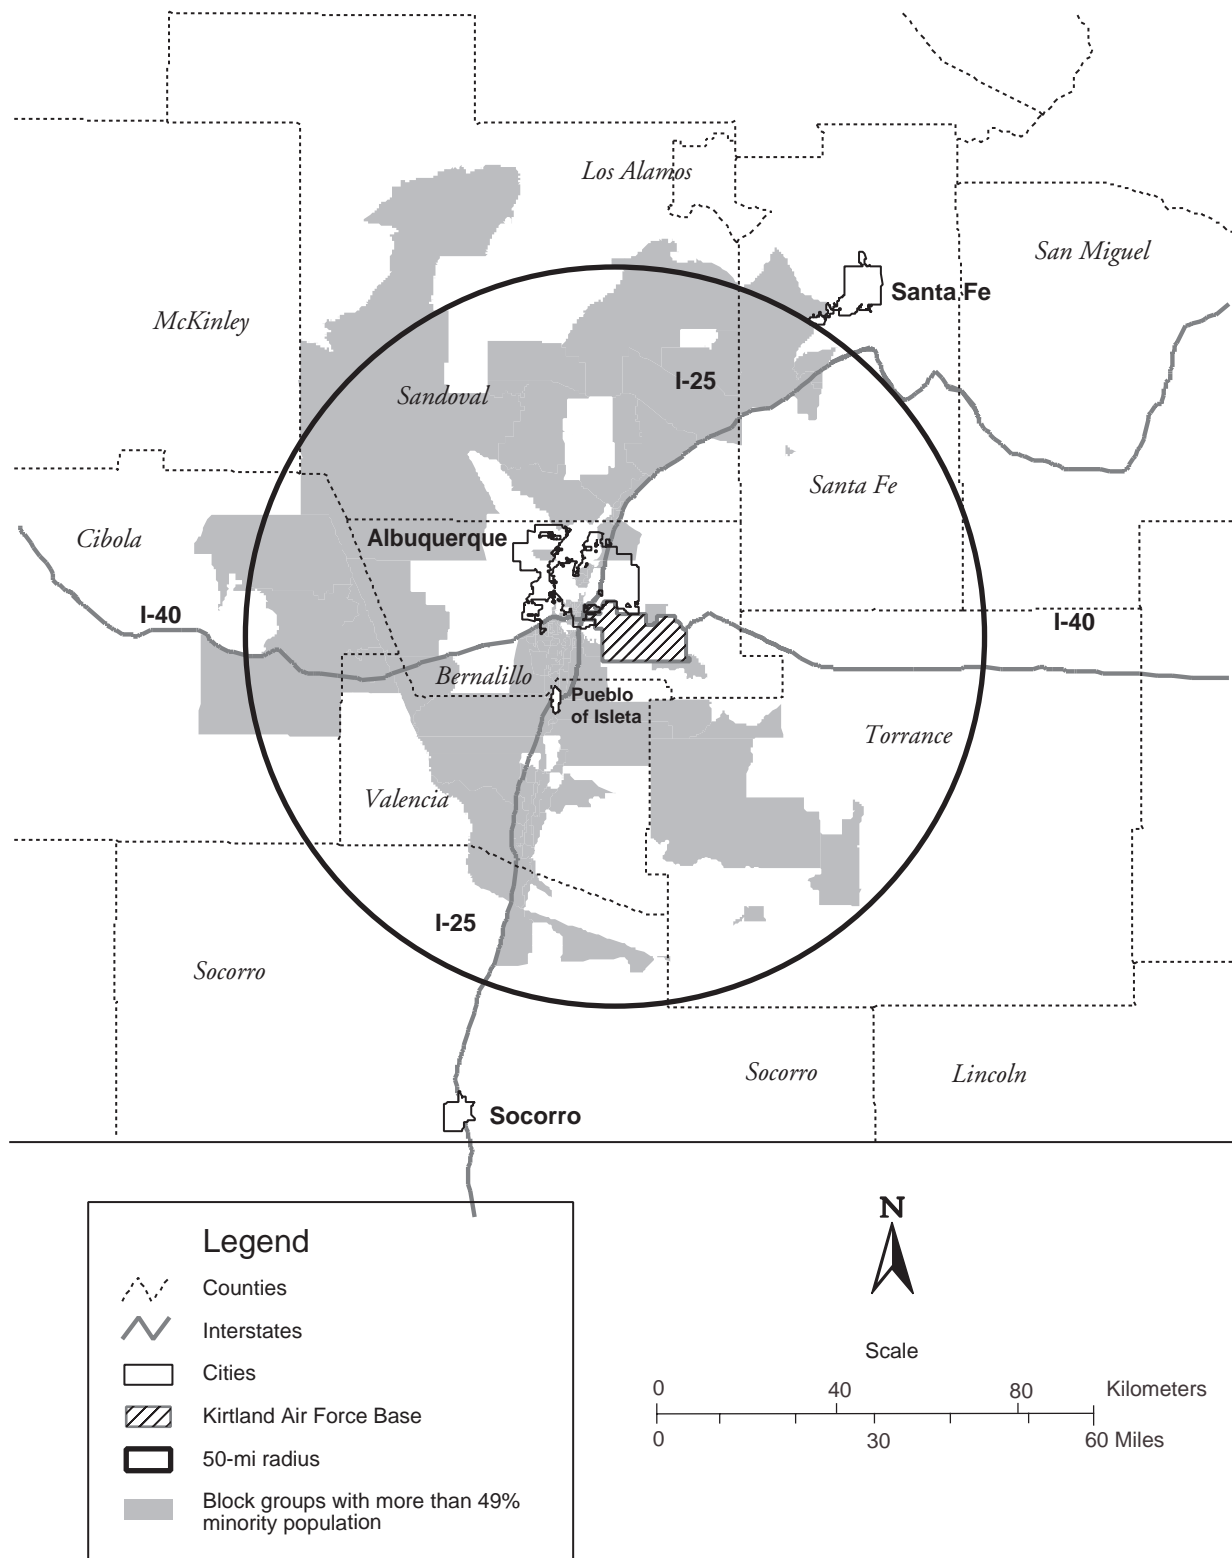 Los Alamos
San Miguel
Santa Fe
McKinley
I-25
Sandoval
Santa Fe
Cibola
Albuquerque
I-40
I-40
Bernalillo
Pueblo
of Isleta
Torrance
Valencia
I-25
Socorro
Socorro
Lincoln
Socorro
Legend
Counties
Interstates
Cities
Kirtland Air Force Base
50-mi radius
Block groups with more than 49%
minority population
N
Scale
0 40 80 Kilometers
0 30 60 Miles